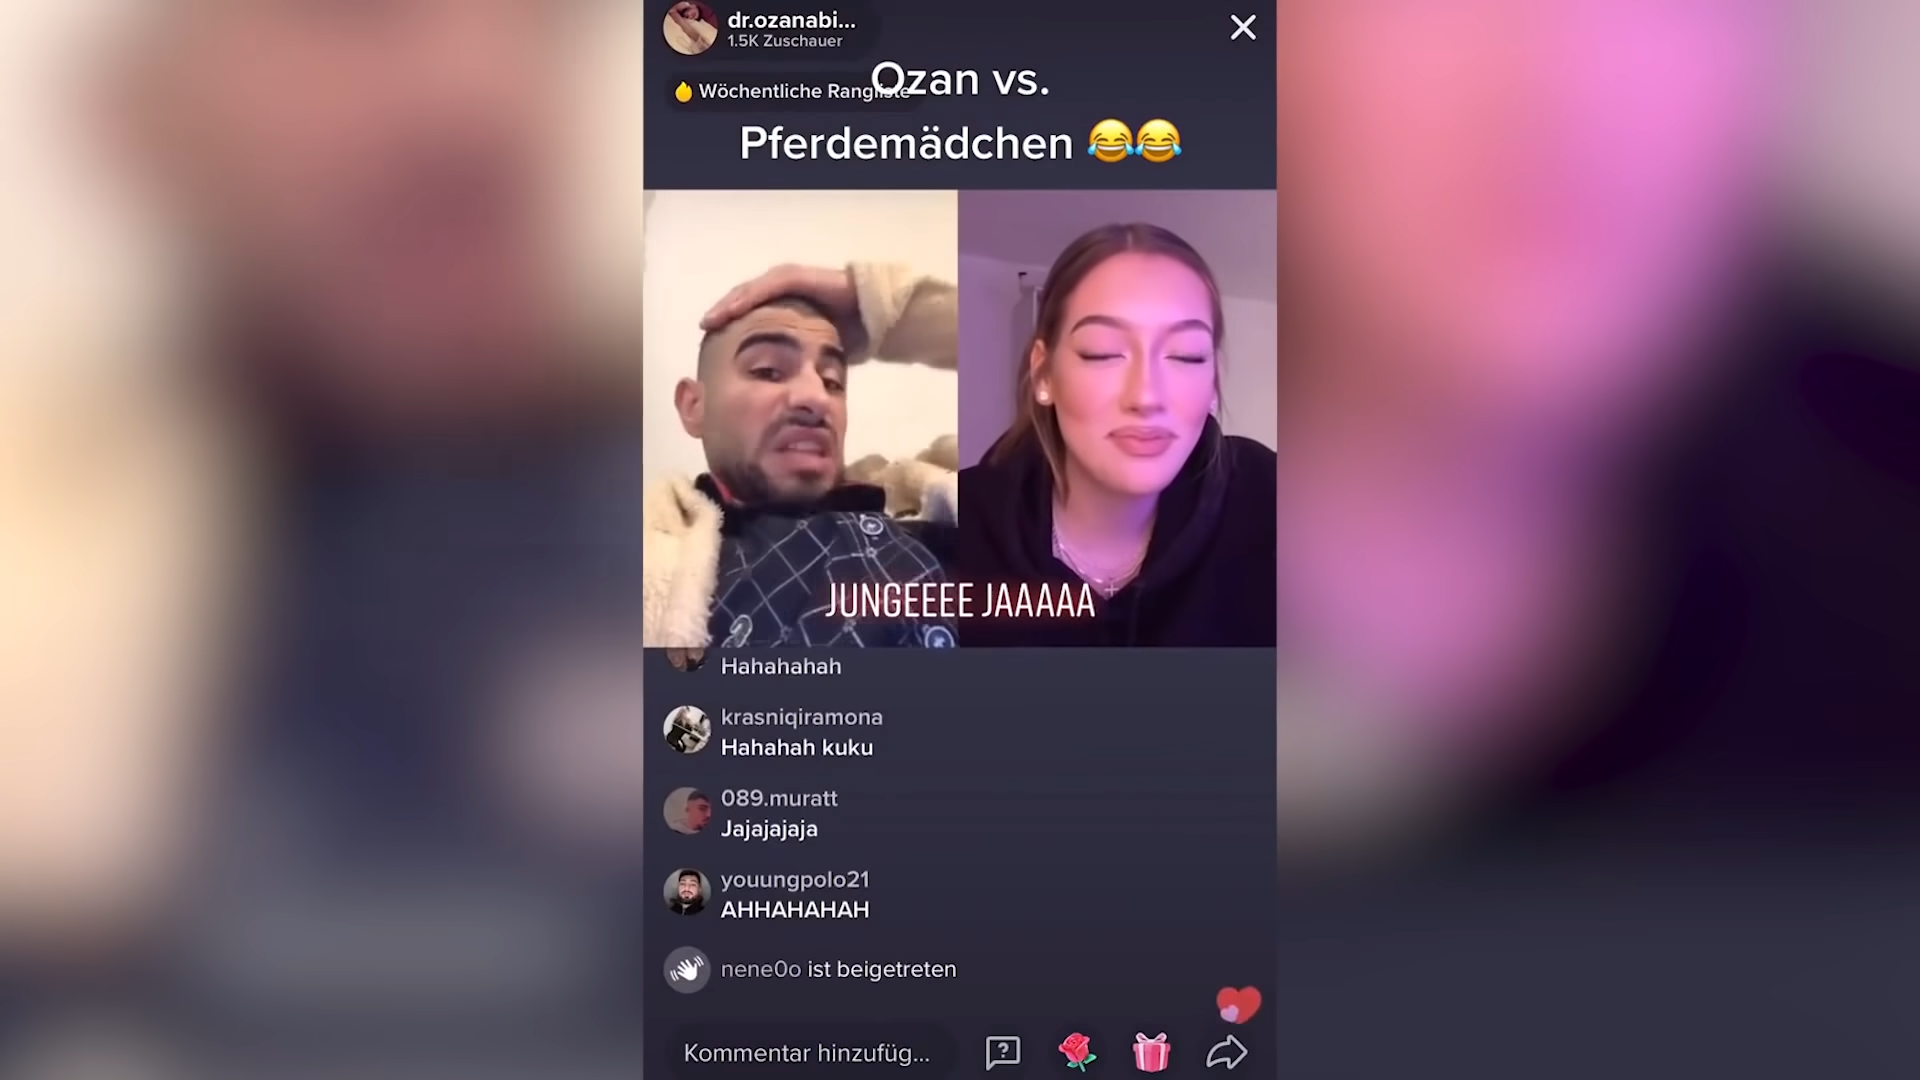 dr.ozanabi...
1.5K Zuschauer
Wöchentliche Rangliste
Ozan vs.
Pferdemädchen 😂😂
JUNGEEEE JAAAAA
Hahahahah
krasniqiramona
Hahahah kuku
089.muratt
Jajajajaja
youungpolo21
AHHAHAHAH
nene0o ist beigetreten
Kommentar hinzufüg...